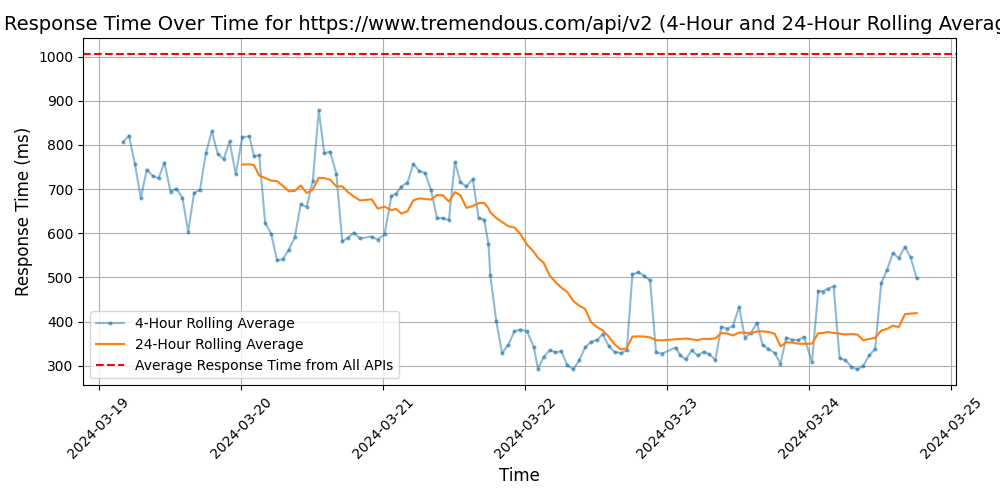 Response Time Over Time for https://www.tremendous.com/api/v2 (4-Hour and 24-Hour Rolling Averag
Response Time (ms)
1000
900
800
700
600
500
400
300
4-Hour Rolling Average
24-Hour Rolling Average
Average Response Time from All APIs
2024-03-19
2024-03-20
2024-03-21
2024-03-22
2024-03-23
2024-03-24
2024-03-25
Time